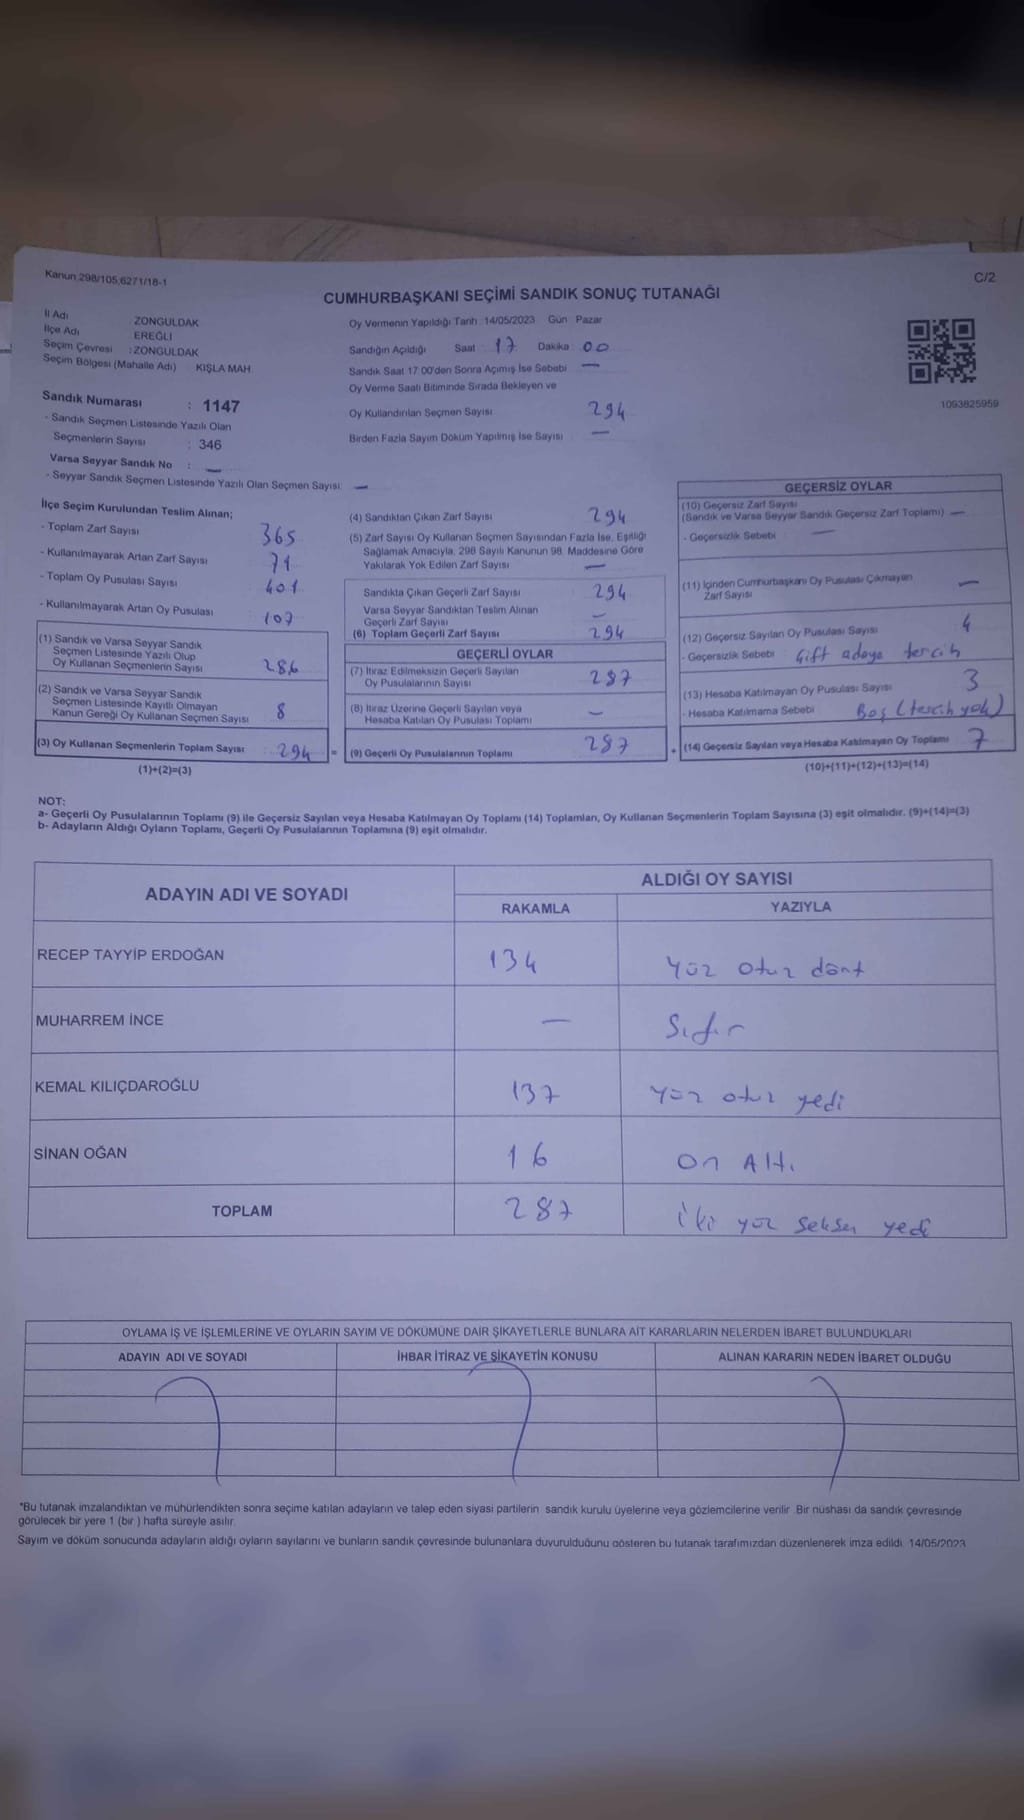 Kanun 298/105,6271/18-1
C/2
CUMHURBAŞKANI SEÇİMİ SANDIK SONUÇ TUTANAĞI
İl Adı ZONGULDAK
İlçe Adı EREĞLİ
Seçim Çevresi :ZONGULDAK
Seçim Bölgesi (Mahalle Adı) KIŞLA MAH
Sandık Numarası : 1147
- Sandık Seçmen Listesinde Yazılı Olan
Seçmenlerin Sayısı : 346
Varsa Seyyar Sandık No : —
- Seyyar Sandık Seçmen Listesinde Yazılı Olan Seçmen Sayısı: —
Oy Vermenin Yapıldığı Tarih 14/05/2023 Gün Pazar
Sandığın Açıldığı Saat 17 Dakika 00
Sandık Saat 17 00'den Sonra Açımış İse Sebebi —
Oy Verme Saati Bitiminde Sırada Bekleyen ve
Oy Kullandırılan Seçmen Sayısı 294
Birden Fazla Sayım Döküm Yapılmış İse Sayısı —
1093825959
İlçe Seçim Kurulundan Teslim Alınan;
- Toplam Zarf Sayısı 365
- Kullanılmayarak Artan Zarf Sayısı 71
- Toplam Oy Pusulası Sayısı 401
- Kullanılmayarak Artan Oy Pusulası 107
(1) Sandık ve Varsa Seyyar Sandık
Seçmen Listesinde Yazılı Olup
Oy Kullanan Seçmenlerin Sayısı 286
(2) Sandık ve Varsa Seyyar Sandık
Seçmen Listesinde Kayıtlı Olmayan
Kanun Gereği Oy Kullanan Seçmen Sayısı 8
(3) Oy Kullanan Seçmenlerin Toplam Sayısı 294 =
(1)+(2)=(3)
(4) Sandıktan Çıkan Zarf Sayısı 294
(5) Zarf Sayısı Oy Kullanan Seçmen Sayısından Fazla İse, Eşitliği
Sağlamak Amacıyla, 298 Sayılı Kanunun 98. Maddesine Göre
Yakılarak Yok Edilen Zarf Sayısı —
Sandıkta Çıkan Geçerli Zarf Sayısı 294
Varsa Seyyar Sandıktan Teslim Alınan
Geçerli Zarf Sayısı —
(6) Toplam Geçerli Zarf Sayısı 294
GEÇERLİ OYLAR
(7) İtiraz Edilmeksizin Geçerli Sayılan
Oy Pusulalarının Sayısı 287
(8) İtiraz Üzerine Geçerli Sayılan veya
Hesaba Katılan Oy Pusulası Toplamı —
(9) Geçerli Oy Pusulalarının Toplamı 287 +
GEÇERSİZ OYLAR
(10) Geçersiz Zarf Sayısı
(Sandık ve Varsa Seyyar Sandık Geçersiz Zarf Toplamı) —
- Geçersizlik Sebebi —
(11) İçinden Cumhurbaşkanı Oy Pusulası Çıkmayan
Zarf Sayısı —
(12) Geçersiz Sayılan Oy Pusulası Sayısı 4
- Geçersizlik Sebebi Çift adaya tercih
(13) Hesaba Katılmayan Oy Pusulası Sayısı 3
- Hesaba Katılmama Sebebi Boş (tercih yok)
(14) Geçersiz Sayılan veya Hesaba Katılmayan Oy Toplamı 7
(10)+(11)+(12)+(13)=(14)
NOT:
a- Geçerli Oy Pusulalarının Toplamı (9) ile Geçersiz Sayılan veya Hesaba Katılmayan Oy Toplamı (14) Toplamları, Oy Kullanan Seçmenlerin Toplam Sayısına (3) eşit olmalıdır. (9)+(14)=(3)
b- Adayların Aldığı Oyların Toplamı, Geçerli Oy Pusulalarının Toplamına (9) eşit olmalıdır.
ADAYIN ADI VE SOYADI
ALDIĞI OY SAYISI
RAKAMLA YAZIYLA
RECEP TAYYİP ERDOĞAN 134 Yüz otuz dört
MUHARREM İNCE — Sıfır
KEMAL KILIÇDAROĞLU 137 Yüz otuz yedi
SİNAN OĞAN 16 On Altı
TOPLAM 287 İki yüz seksen yedi
OYLAMA İŞ VE İŞLEMLERİNE VE OYLARIN SAYIM VE DÖKÜMÜNE DAİR ŞİKAYETLERLE BUNLARA AİT KARARLARIN NELERDEN İBARET BULUNDUKLARI
ADAYIN ADI VE SOYADI İHBAR İTİRAZ VE ŞİKAYETİN KONUSU ALINAN KARARIN NEDEN İBARET OLDUĞU
*Bu tutanak imzalandıktan ve mühürlendikten sonra seçime katılan adayların ve talep eden siyasi partilerin sandık kurulu üyelerine veya gözlemcilerine verilir. Bir nüshası da sandık çevresinde
görülecek bir yere 1 (bir ) hafta süreyle asılır.
Sayım ve döküm sonucunda adayların aldığı oyların sayılarını ve bunların sandık çevresinde bulunanlara duyurulduğunu gösteren bu tutanak tarafımızdan düzenlenerek imza edildi. 14/05/2023